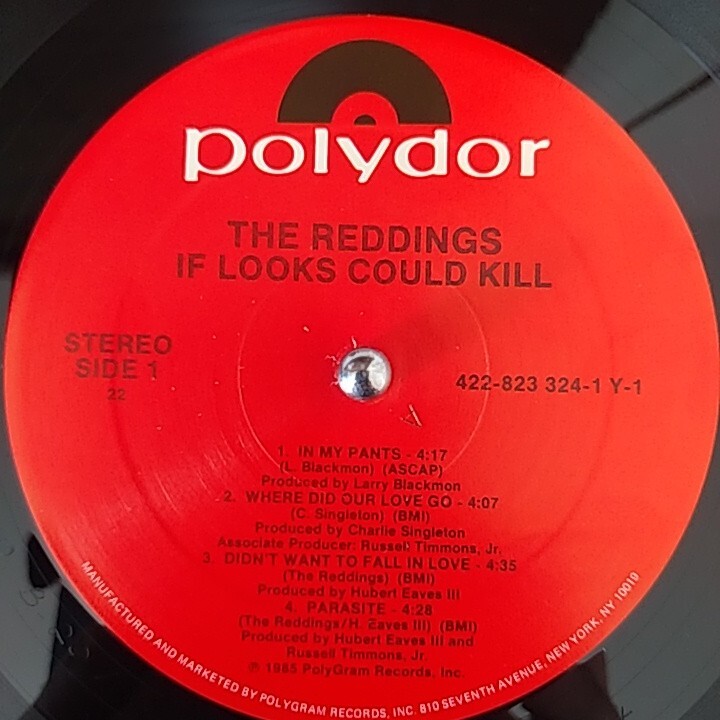 polydor
THE REDDINGS
IF LOOKS COULD KILL
STEREO
SIDE 1
22
422-823 324-1 Y-1
1. IN MY PANTS - 4:17
(L. Blackmon) (ASCAP)
Produced by Larry Blackmon
2. WHERE DID OUR LOVE GO - 4:07
(C. Singleton) (BMI)
Produced by Charlie Singleton
Associate Producer: Russell Timmons, Jr.
3. DIDN'T WANT TO FALL IN LOVE - 4:35
(The Reddings) (BMI)
Produced by Hubert Eaves III
4. PARASITE - 4:28
(The Reddings/H. Eaves III) (BMI)
Produced by Hubert Eaves III and
Russell Timmons, Jr.
© 1985 PolyGram Records, Inc.
MANUFACTURED AND MARKETED BY POLYGRAM RECORDS, INC. 810 SEVENTH AVENUE, NEW YORK, NY 10019